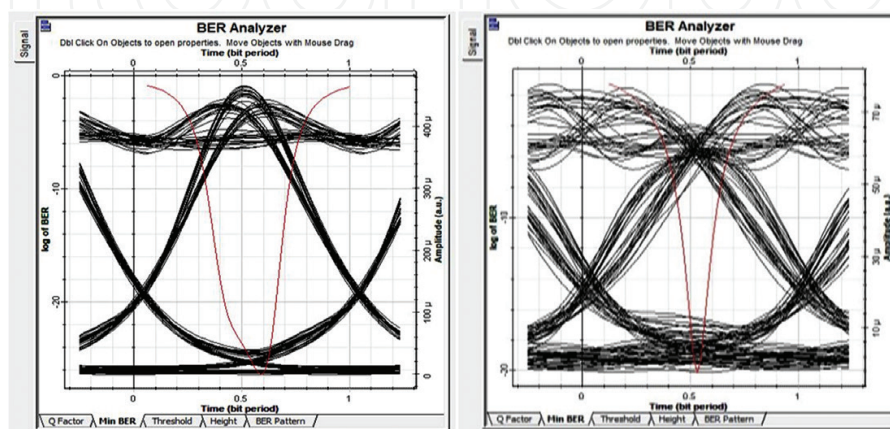 Signal
BER Analyzer
Dbl Click On Objects to open properties. Move Objects with Mouse Drag
Time (bit period)
0 0.5 1
0
-10
-20
log of BER
400 μ
300 μ
200 μ
100 μ
0
Amplitude (a.u.)
0 0.5 1
Time (bit period)
Q Factor Min BER Threshold Height BER Pattern
Signal
BER Analyzer
Dbl Click On Objects to open properties. Move Objects with Mouse Drag
Time (bit period)
0 0.5 1
-10
-20
log of BER
70 μ
50 μ
30 μ
10 μ
Amplitude (a.u.)
0 0.5 1
Time (bit period)
Q Factor Min BER Threshold Height BER Pattern